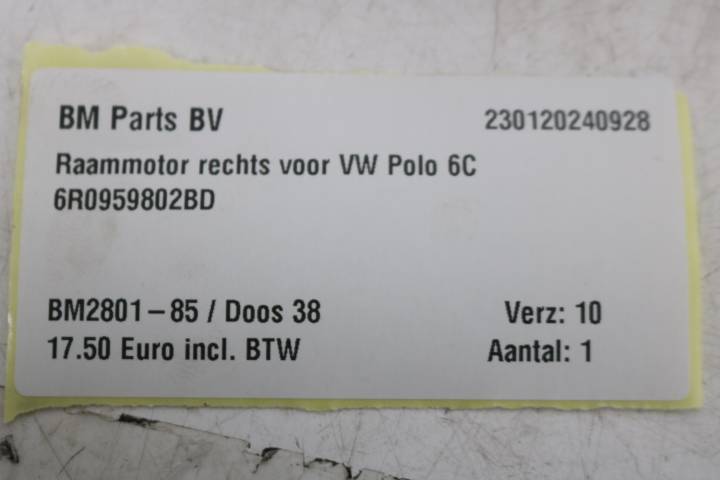 BM Parts BV 230120240928
Raammotor rechts voor VW Polo 6C
6R0959802BD
BM2801-85 / Doos 38 Verz: 10
17.50 Euro incl. BTW Aantal: 1